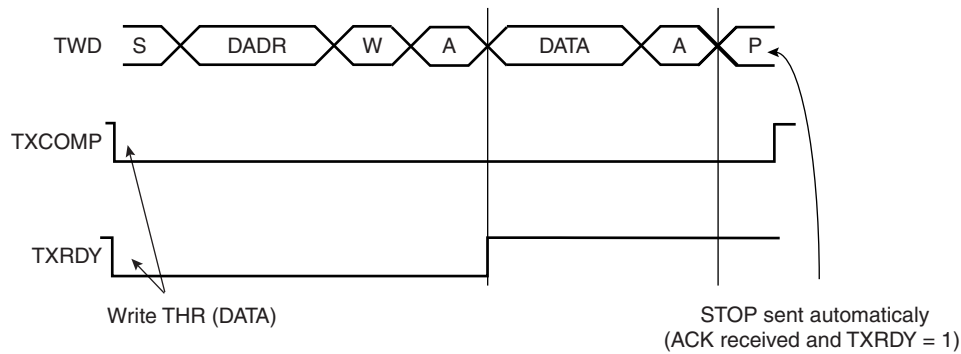 TWD S DADR W A DATA A P
TXCOMP
TXRDY
Write THR (DATA)
STOP sent automaticaly
(ACK received and TXRDY = 1)